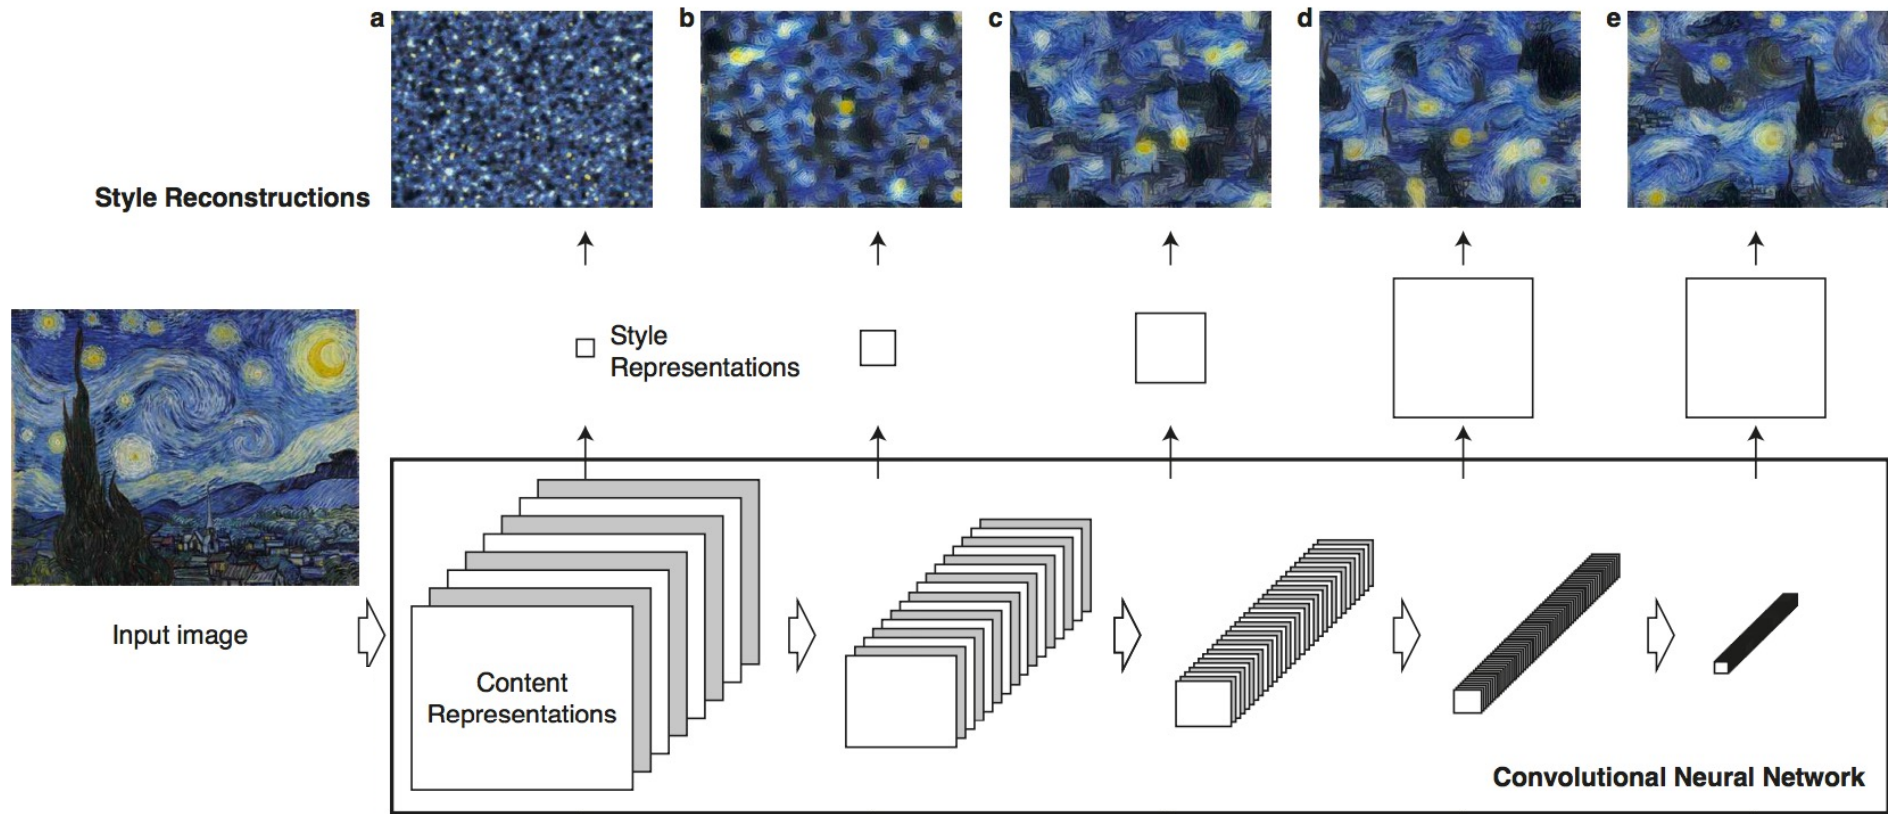 a
b
c
d
e
Style Reconstructions
Style
Representations
Input image
Content
Representations
Convolutional Neural Network